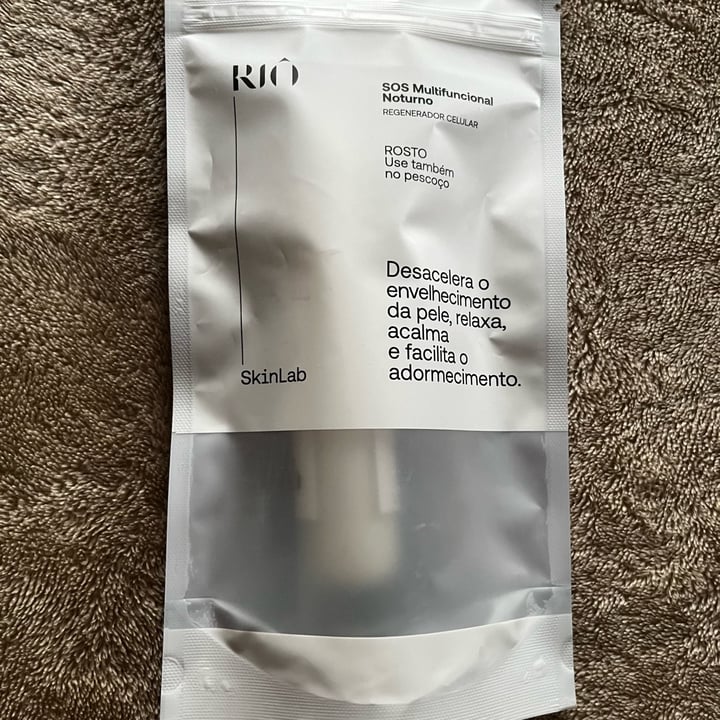 RIÔ
SOS Multifuncional
Noturno
REGENERADOR CELULAR
ROSTO
Use também
no pescoço
Desacelera o
envelhecimento
da pele, relaxa,
acalma
e facilita o
adormecimento.
SkinLab